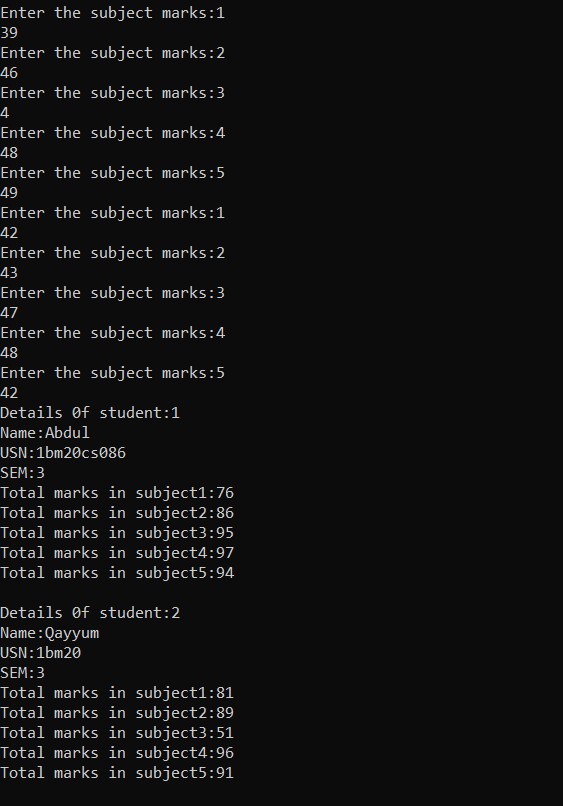 Enter the subject marks:1
39
Enter the subject marks:2
46
Enter the subject marks:3
4
Enter the subject marks:4
48
Enter the subject marks:5
49
Enter the subject marks:1
42
Enter the subject marks:2
43
Enter the subject marks:3
47
Enter the subject marks:4
48
Enter the subject marks:5
42
Details 0f student:1
Name:Abdul
USN:1bm20cs086
SEM:3
Total marks in subject1:76
Total marks in subject2:86
Total marks in subject3:95
Total marks in subject4:97
Total marks in subject5:94

Details 0f student:2
Name:Qayyum
USN:1bm20
SEM:3
Total marks in subject1:81
Total marks in subject2:89
Total marks in subject3:51
Total marks in subject4:96
Total marks in subject5:91